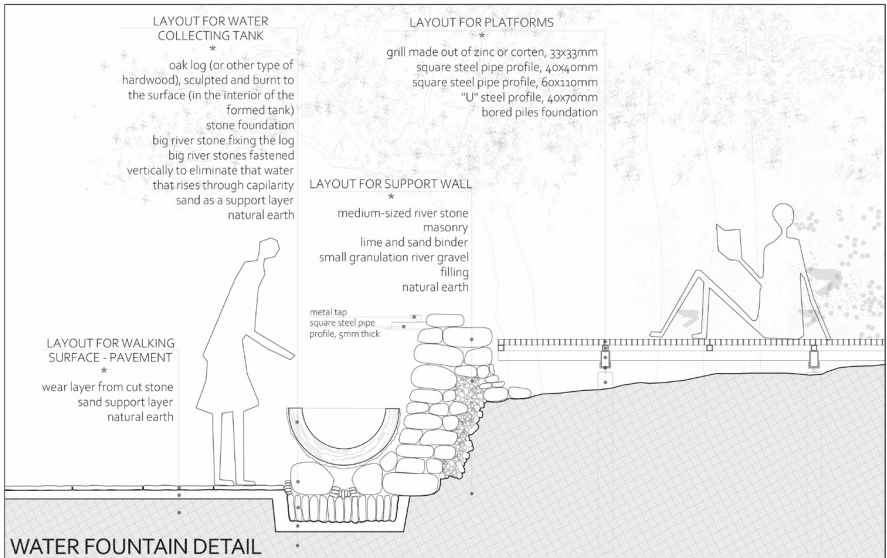 LAYOUT FOR WATER
COLLECTING TANK
*
oak log (or other type of
hardwood), sculpted and burnt to
the surface (in the interior of the
formed tank)
stone foundation
big river stone fixing the log
big river stones fastened
vertically to eliminate that water
that rises through capilarity
sand as a support layer
natural earth
LAYOUT FOR PLATFORMS
*
grill made out of zinc or corten, 33x33mm
square steel pipe profile, 40x40mm
square steel pipe profile, 60x110mm
"U" steel profile, 40x70mm
bored piles foundation
LAYOUT FOR SUPPORT WALL
*
medium-sized river stone
masonry
lime and sand binder
small granulation river gravel
filling
natural earth
metal tap
square steel pipe
profile, 5mm thick
LAYOUT FOR WALKING
SURFACE - PAVEMENT
*
wear layer from cut stone
sand support layer
natural earth
WATER FOUNTAIN DETAIL